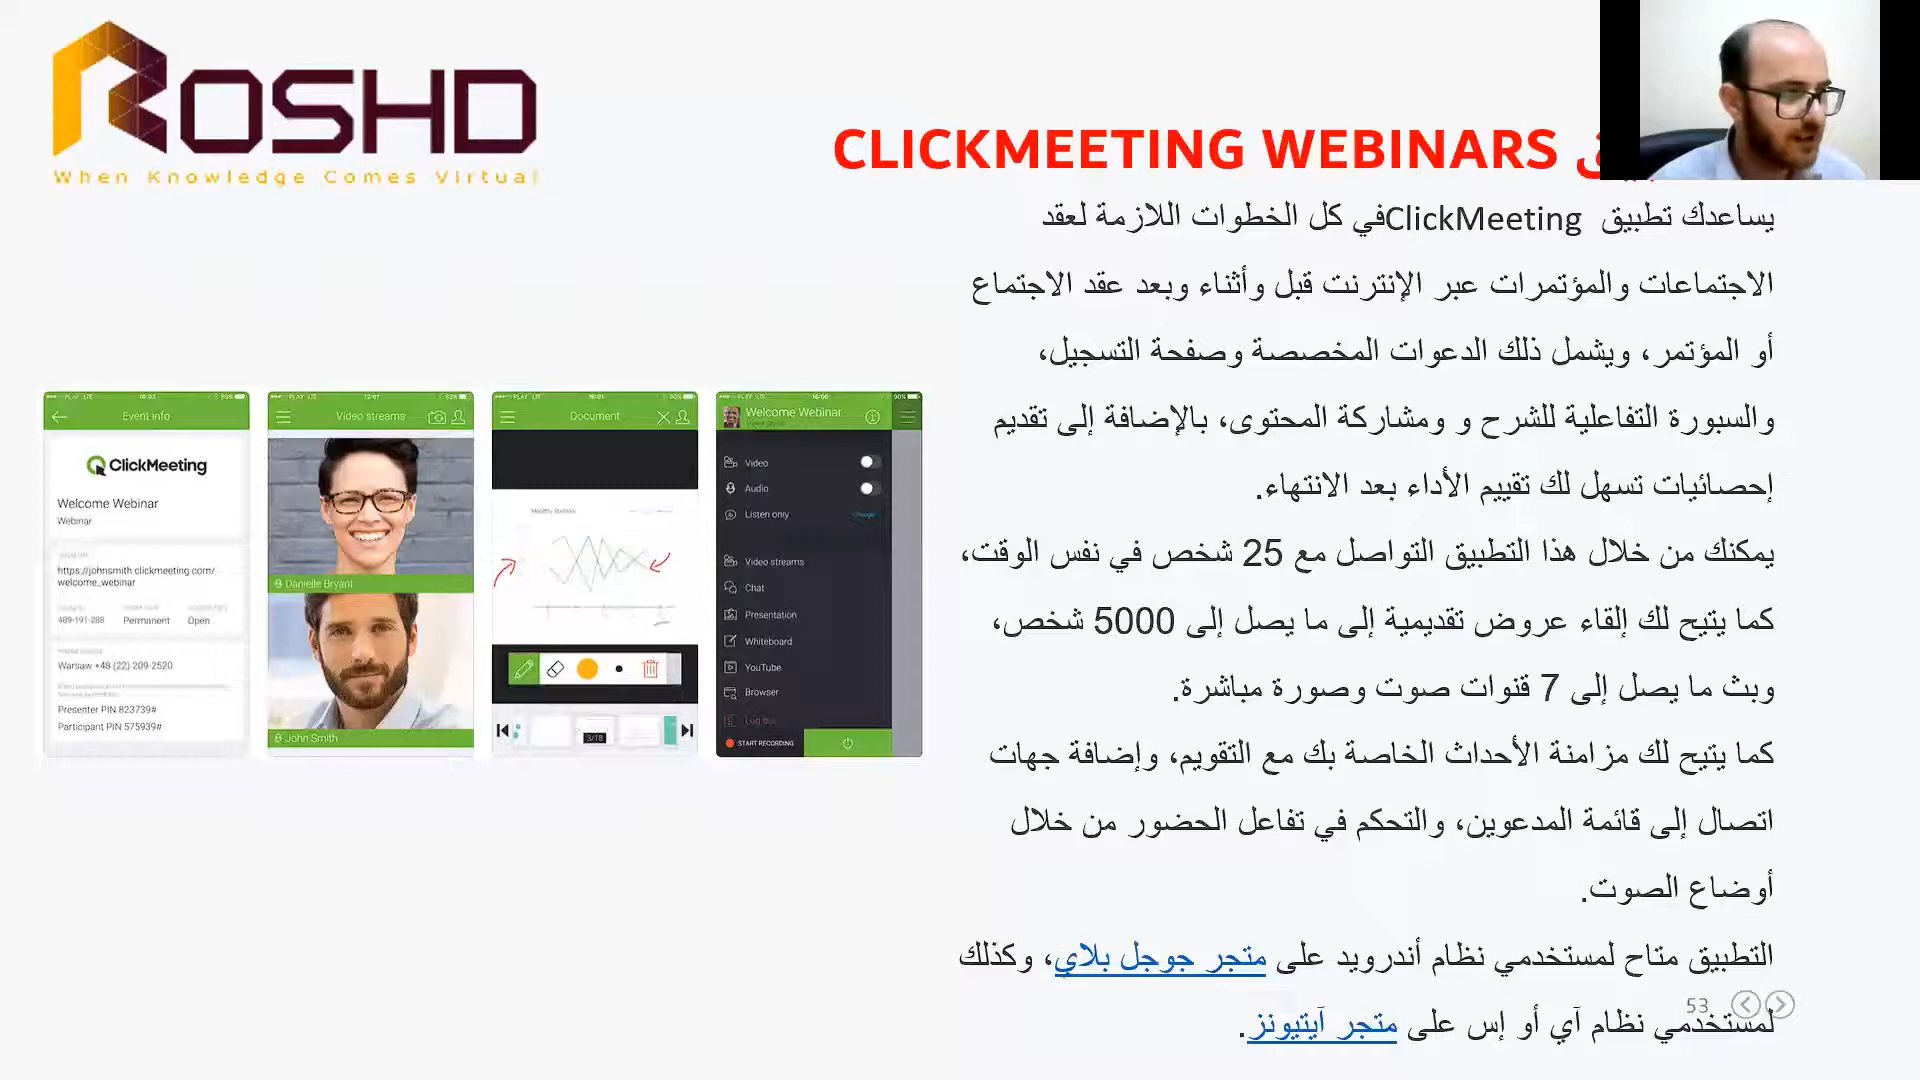 ROSHD
When Knowledge Comes Virtual
CLICKMEETING WEBINARS
يساعدك تطبيق ClickMeetingفي كل الخطوات اللازمة لعقد
الاجتماعات والمؤتمرات عبر الإنترنت قبل وأثناء وبعد عقد الاجتماع
أو المؤتمر، ويشمل ذلك الدعوات المخصصة وصفحة التسجيل،
والسبورة التفاعلية للشرح و ومشاركة المحتوى، بالإضافة إلى تقديم
إحصائيات تسهل لك تقييم الأداء بعد الانتهاء.
يمكنك من خلال هذا التطبيق التواصل مع 25 شخص في نفس الوقت،
كما يتيح لك إلقاء عروض تقديمية إلى ما يصل إلى 5000 شخص،
وبث ما يصل إلى 7 قنوات صوت وصورة مباشرة.
كما يتيح لك مزامنة الأحداث الخاصة بك مع التقويم، وإضافة جهات
اتصال إلى قائمة المدعوين، والتحكم في تفاعل الحضور من خلال
أوضاع الصوت.
التطبيق متاح لمستخدمي نظام أندرويد على متجر جوجل بلاي، وكذلك
لمستخدمي نظام آي أو إس على متجر آيتيونز.
53
Event info
ClickMeeting
Welcome Webinar
Webinar
https://johnsmith.clickmeeting.com/
welcome_webinar
489-191-288 Permanent Open
Warsaw +48 (22) 209-2520
Presenter PIN 823739#
Participant PIN 575939#
Video streams
Danielle Bryant
John Smith
Document
3/18
Welcome Webinar
Video
Audio
Listen only
Video streams
Chat
Presentation
Whiteboard
YouTube
Browser
Log out
START RECORDING